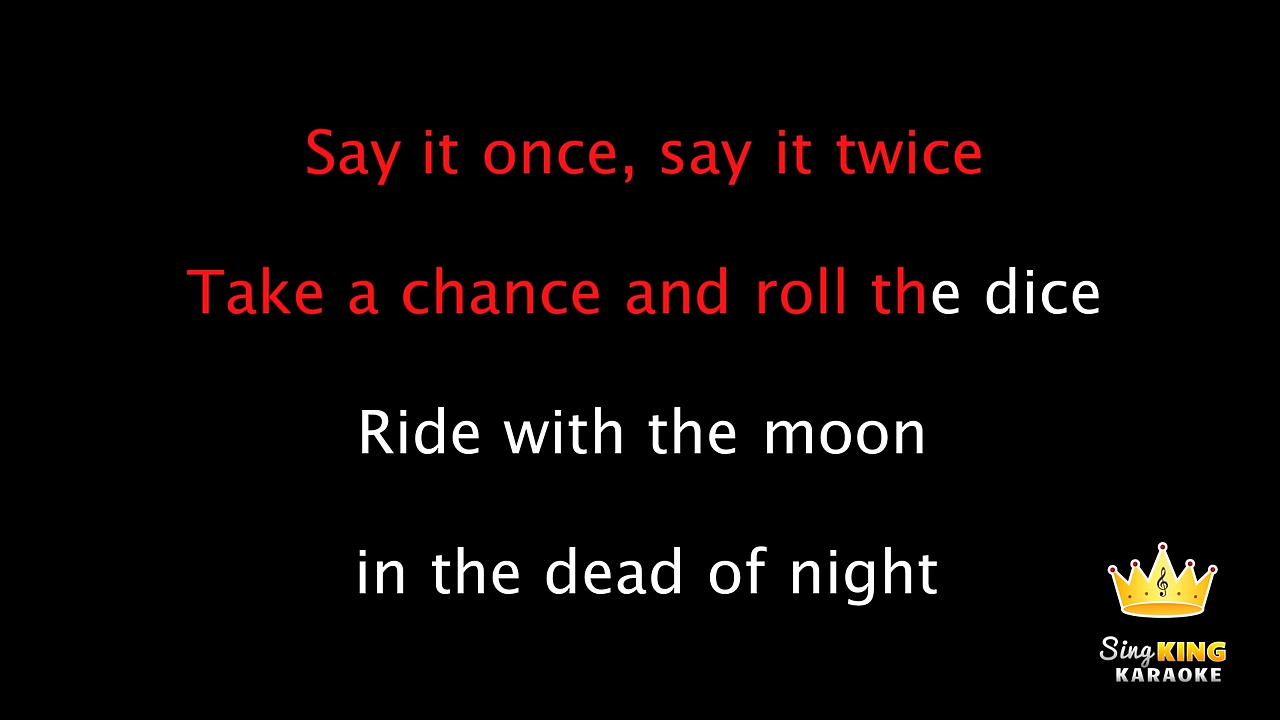 Say it once, say it twice
Take a chance and roll the dice
Ride with the moon
in the dead of night
Sing KING
KARAOKE